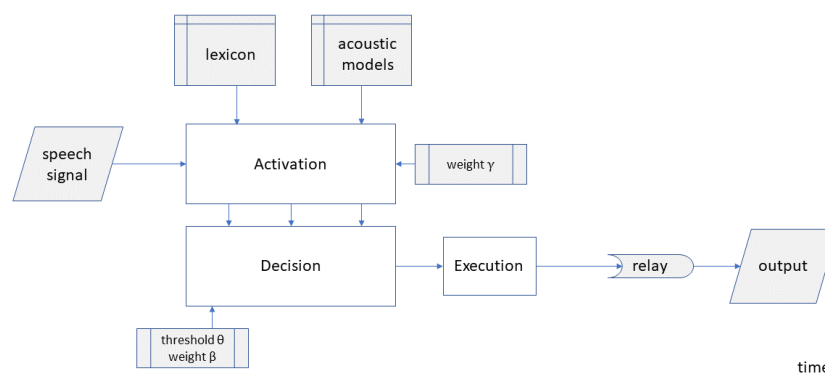 lexicon
acoustic
models
speech
signal
Activation
weight γ
Decision
Execution
relay
output
threshold θ
weight β
time